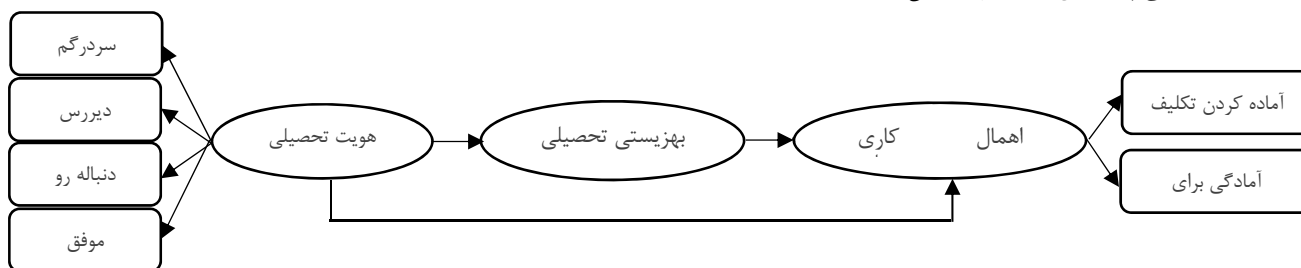 سردرگم
دیررس
دنباله رو
موفق
هویت تحصیلی
بهزیستی تحصیلی
اهمال کاری
آماده کردن تکلیف
آمادگی برای